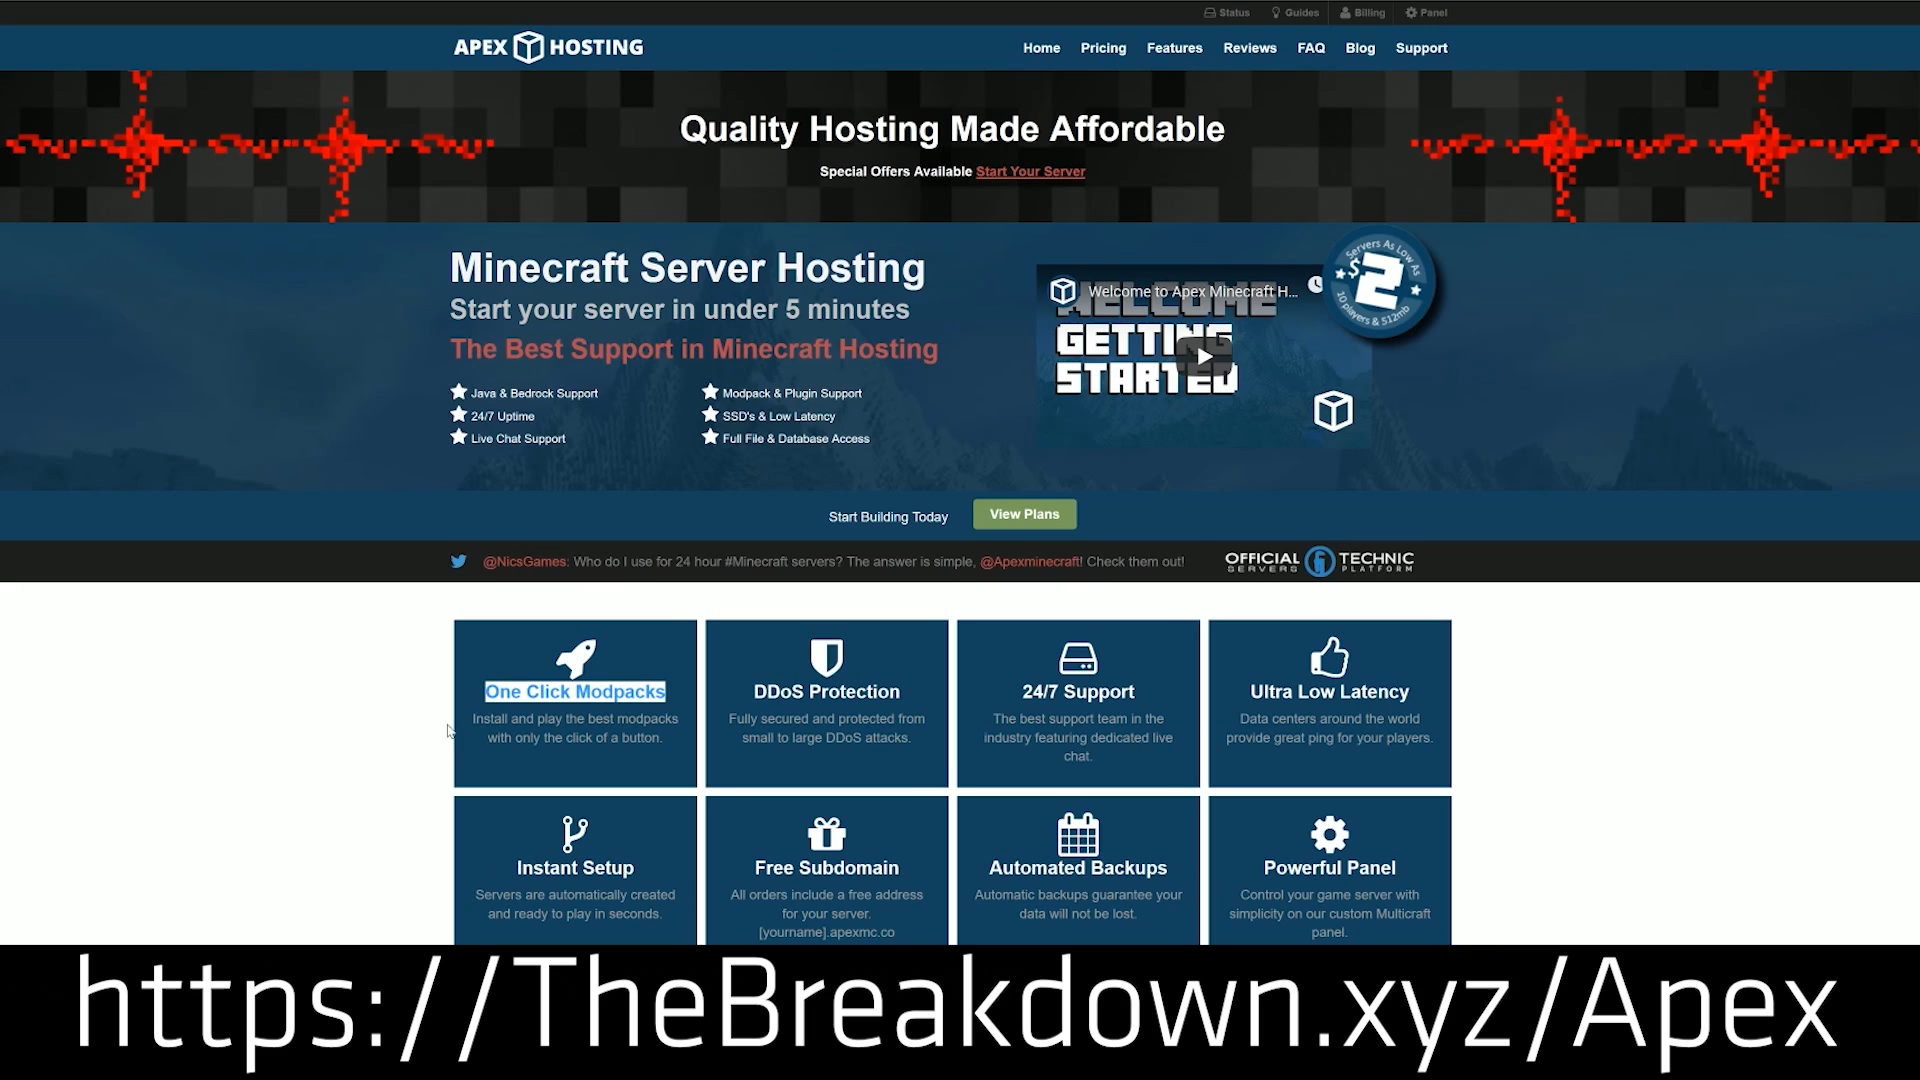 Status Guides Billing Panel
APEX HOSTING
Home Pricing Features Reviews FAQ Blog Support
Quality Hosting Made Affordable
Special Offers Available Start Your Server
Minecraft Server Hosting
Start your server in under 5 minutes
The Best Support in Minecraft Hosting
Java & Bedrock Support
24/7 Uptime
Live Chat Support
Modpack & Plugin Support
SSD's & Low Latency
Full File & Database Access
Welcome to Apex Minecraft H...
WELCOME
GETTING
STARTED
Servers As Low As
$2
10 players & 512mb
Start Building Today
View Plans
@NicsGames: Who do I use for 24 hour #Minecraft servers? The answer is simple, @Apexminecraft! Check them out!
OFFICIAL TECHNIC
SERVERS PLATFORM
One Click Modpacks
Install and play the best modpacks
with only the click of a button.
DDoS Protection
Fully secured and protected from
small to large DDoS attacks.
24/7 Support
The best support team in the
industry featuring dedicated live
chat.
Ultra Low Latency
Data centers around the world
provide great ping for your players.
Instant Setup
Servers are automatically created
and ready to play in seconds.
Free Subdomain
All orders include a free address
for your server.
[yourname].apexmc.co
Automated Backups
Automatic backups guarantee your
data will not be lost.
Powerful Panel
Control your game server with
simplicity on our custom Multicraft
panel.
https://TheBreakdown.xyz/Apex